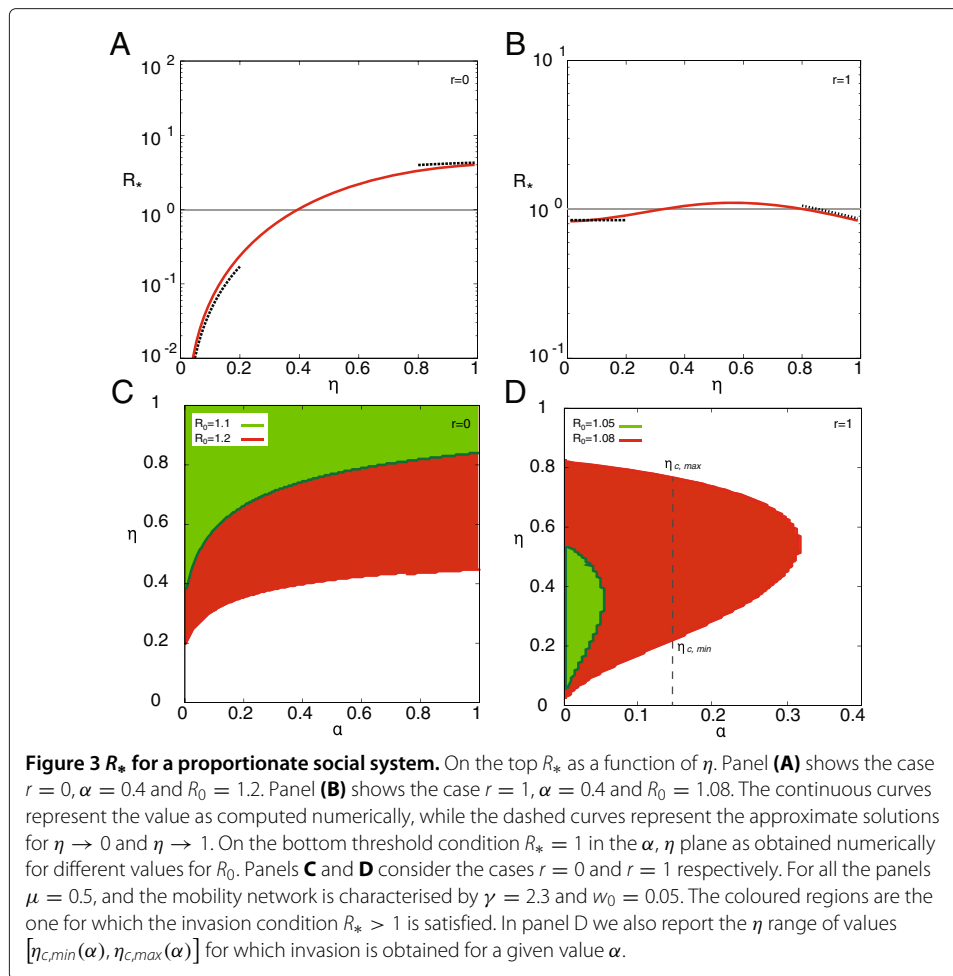 A
B
10²
10¹
R*
10⁰
10⁻¹
10⁻²
0 0.2 0.4 0.6 0.8 1
η
r=0
10¹
R*
10⁰
10⁻¹
0 0.2 0.4 0.6 0.8 1
η
r=1
C
D
1
0.8
0.6
η
0.4
0.2
0
R₀=1.1
R₀=1.2
r=0
0 0.2 0.4 0.6 0.8 1
α
1
0.8
0.6
η
0.4
0.2
0
R₀=1.05
R₀=1.08
r=1
ηc, max
ηc, min
0 0.1 0.2 0.3 0.4
α
Figure 3 R* for a proportionate social system. On the top R* as a function of η. Panel (A) shows the case
r = 0, α = 0.4 and R₀ = 1.2. Panel (B) shows the case r = 1, α = 0.4 and R₀ = 1.08. The continuous curves
represent the value as computed numerically, while the dashed curves represent the approximate solutions
for η → 0 and η → 1. On the bottom threshold condition R* = 1 in the α, η plane as obtained numerically
for different values for R₀. Panels C and D consider the cases r = 0 and r = 1 respectively. For all the panels
μ = 0.5, and the mobility network is characterised by γ = 2.3 and w₀ = 0.05. The coloured regions are the
one for which the invasion condition R* > 1 is satisfied. In panel D we also report the η range of values
[ηc,min(α), ηc,max(α)] for which invasion is obtained for a given value α.